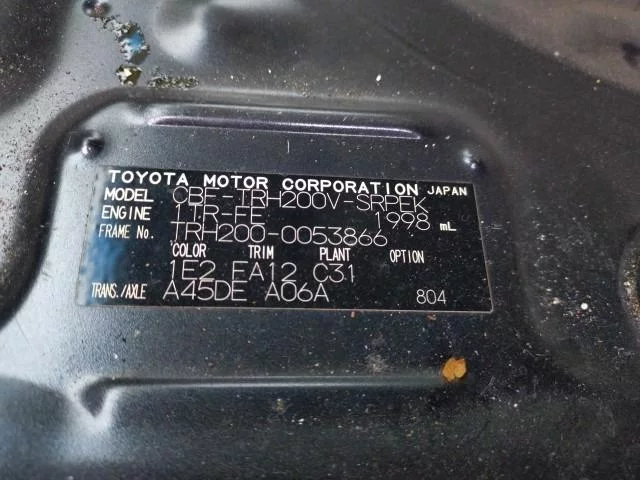 TOYOTA MOTOR CORPORATION JAPAN
MODEL CBF-TRH200V-SRPEK
ENGINE 1TR-FE 1998 mL
FRAME No. TRH200-0053866
COLOR TRIM PLANT OPTION
1E2 EA12 C31
TRANS./AXLE A45DE A06A 804